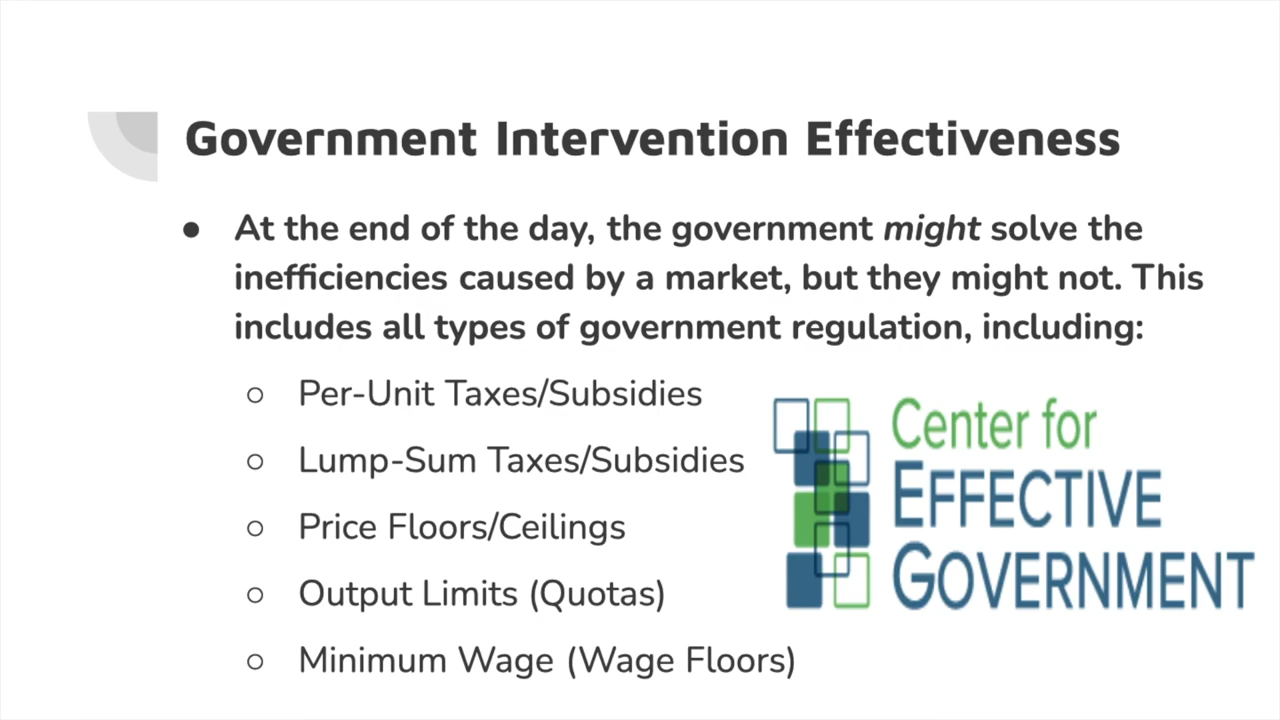 Government Intervention Effectiveness
● At the end of the day, the government might solve the
inefficiencies caused by a market, but they might not. This
includes all types of government regulation, including:
○ Per-Unit Taxes/Subsidies
○ Lump-Sum Taxes/Subsidies
○ Price Floors/Ceilings
○ Output Limits (Quotas)
○ Minimum Wage (Wage Floors)
Center for
EFFECTIVE
GOVERNMENT